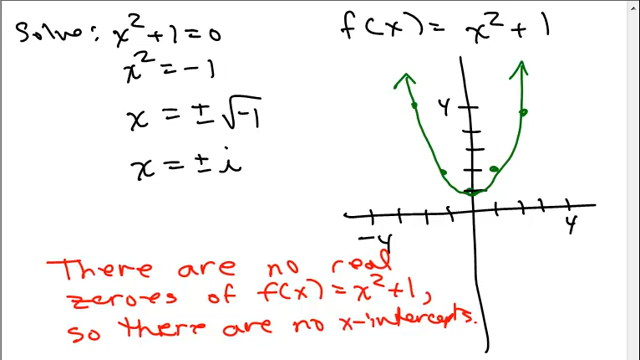 Solve: x² + 1 = 0
x² = -1
x = ± √-1
x = ± i
f(x) = x² + 1
4
-4
4
There are no real
zeroes of f(x) = x² + 1,
so there are no x-intercepts.